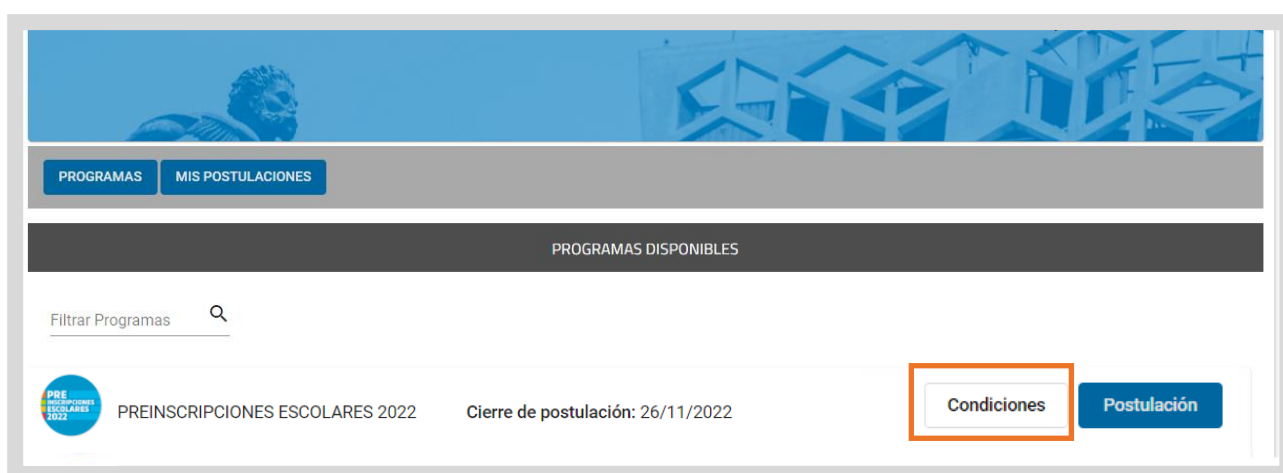 PROGRAMAS MIS POSTULACIONES
PROGRAMAS DISPONIBLES
Filtrar Programas
PRE
INSCRIPCIONES
ESCOLARES
2022
PREINSCRIPCIONES ESCOLARES 2022 Cierre de postulación: 26/11/2022 Condiciones Postulación